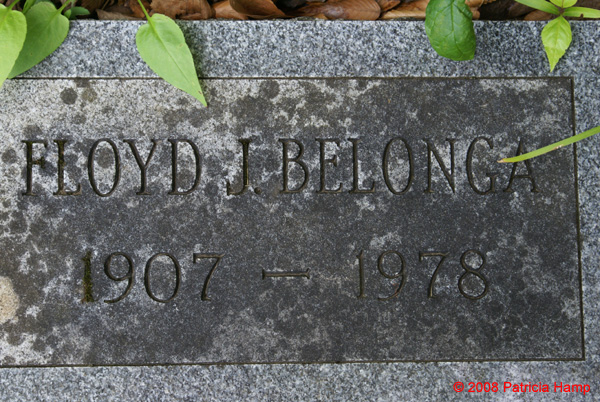 FLOYD J. BELONGA
1907 – 1978
© 2008 Patricia Hamp